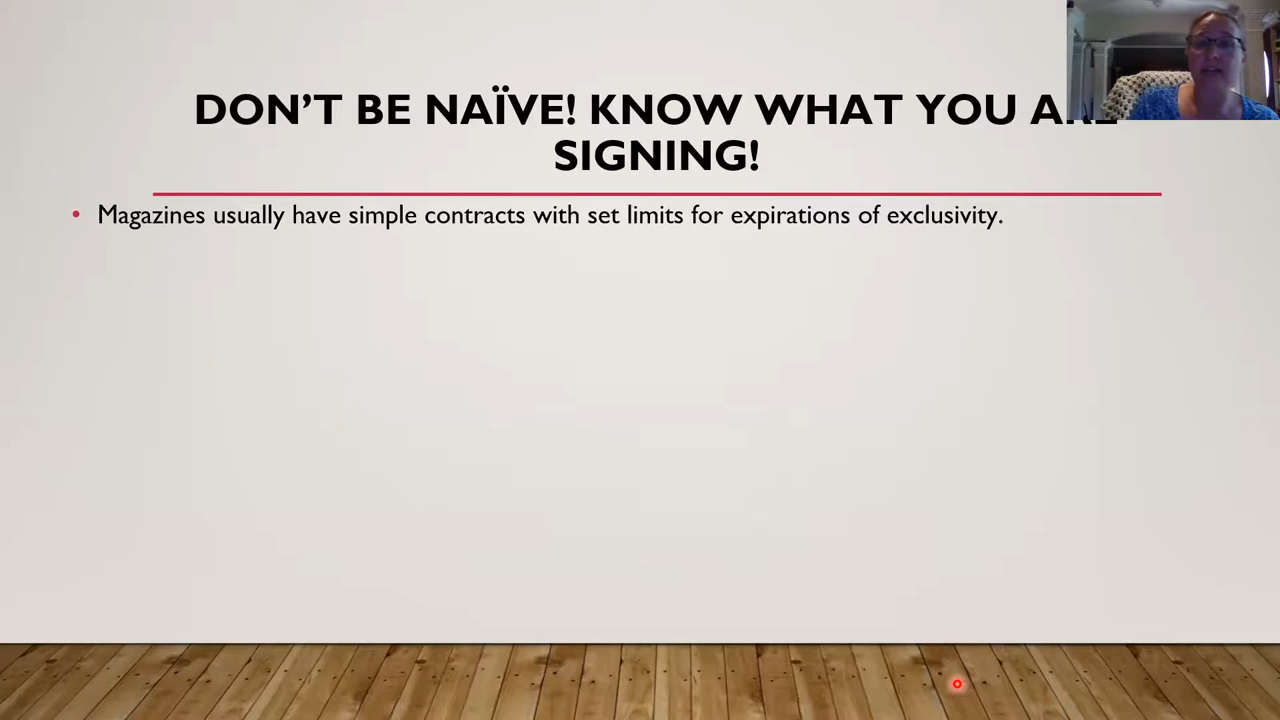 DON'T BE NAÏVE! KNOW WHAT YOU ARE
SIGNING!
• Magazines usually have simple contracts with set limits for expirations of exclusivity.